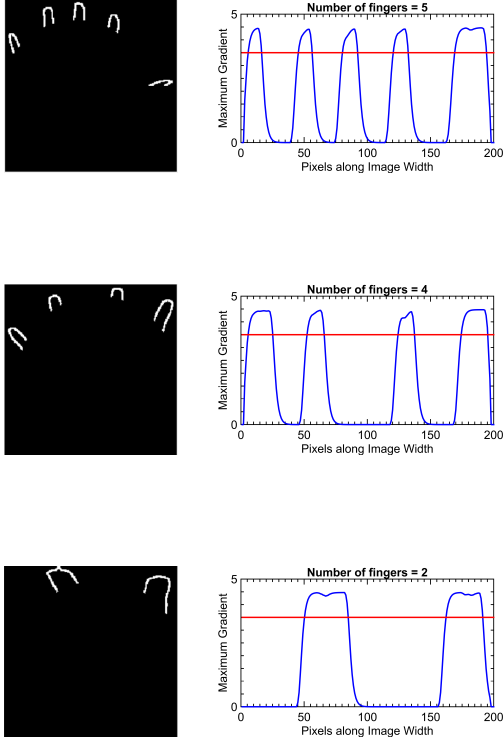 Number of fingers = 5
5
Maximum Gradient
0
0 50 100 150 200
Pixels along Image Width
Number of fingers = 4
5
Maximum Gradient
0
0 50 100 150 200
Pixels along Image Width
Number of fingers = 2
5
Maximum Gradient
0
0 50 100 150 200
Pixels along Image Width